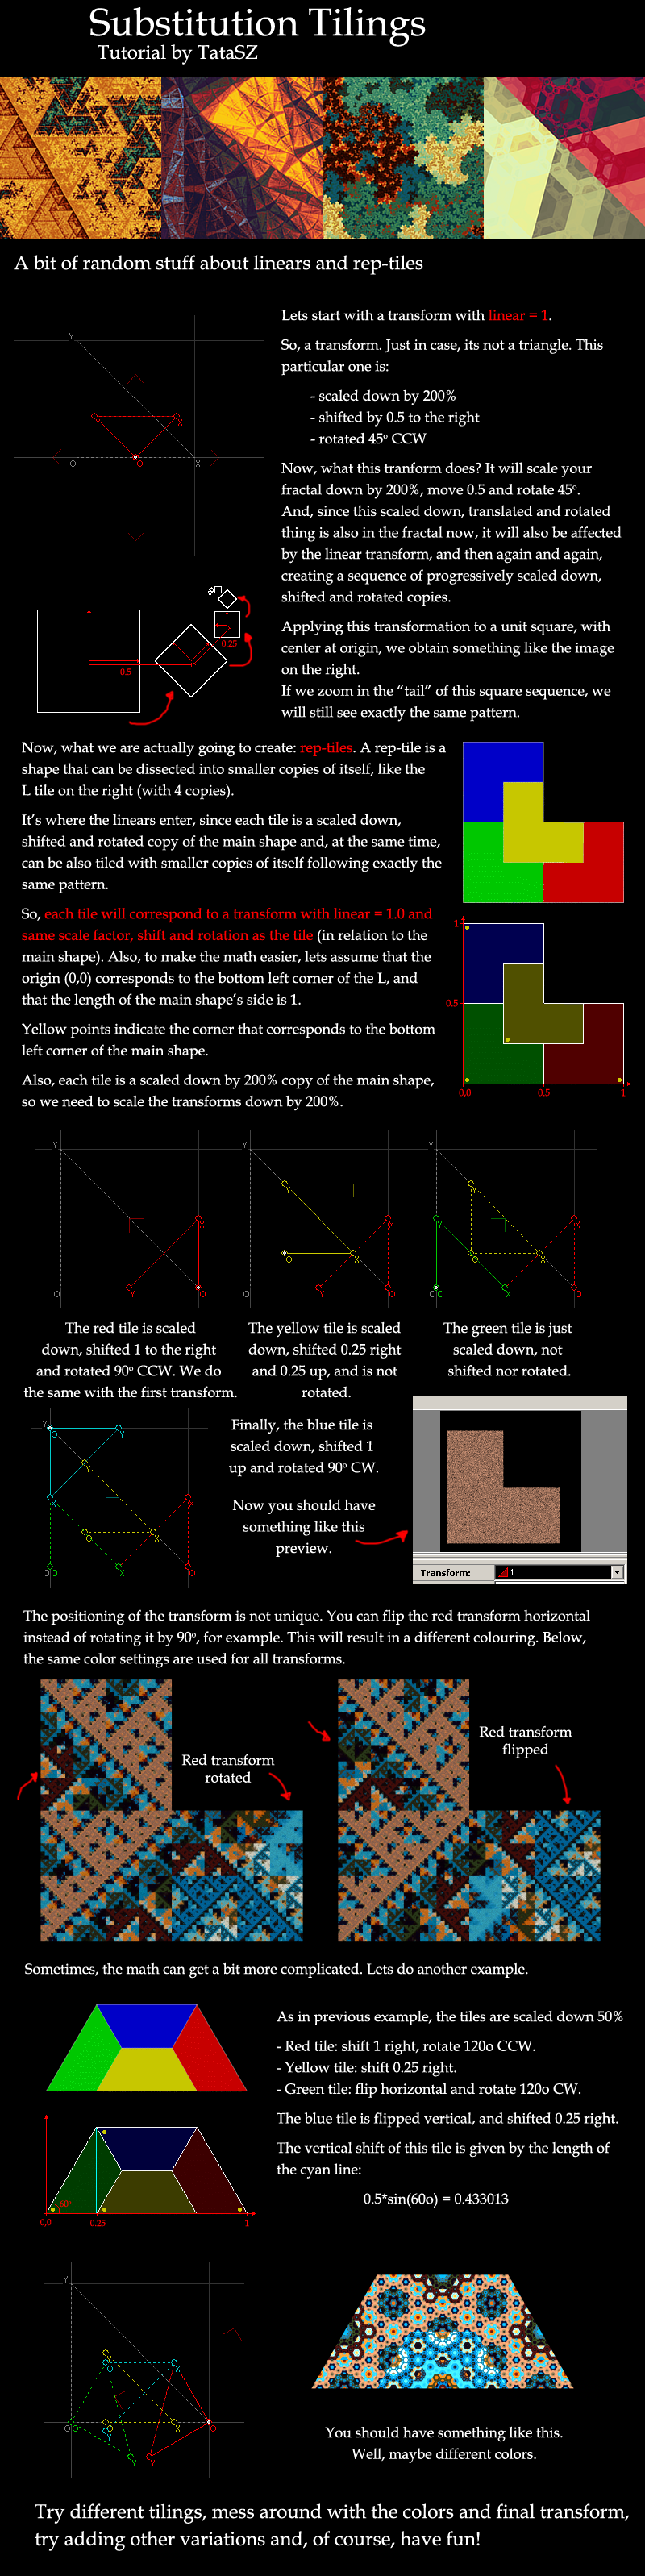 Substitution Tilings
Tutorial by TataSZ
A bit of random stuff about linears and rep-tiles
Lets start with a transform with linear = 1.
So, a transform. Just in case, its not a triangle. This
particular one is:
- scaled down by 200%
- shifted by 0.5 to the right
- rotated 45º CCW
Now, what this tranform does? It will scale your
fractal down by 200%, move 0.5 and rotate 45º.
And, since this scaled down, translated and rotated
thing is also in the fractal now, it will also be affected
by the linear transform, and then again and again,
creating a sequence of progressively scaled down,
shifted and rotated copies.
Applying this transformation to a unit square, with
center at origin, we obtain something like the image
on the right.
If we zoom in the “tail” of this square sequence, we
will still see exactly the same pattern.
Y
Y
X
O
O
X
0.5
0.25
Now, what we are actually going to create: rep-tiles. A rep-tile is a
shape that can be dissected into smaller copies of itself, like the
L tile on the right (with 4 copies).
It’s where the linears enter, since each tile is a scaled down,
shifted and rotated copy of the main shape and, at the same time,
can be also tiled with smaller copies of itself following exactly the
same pattern.
So, each tile will correspond to a transform with linear = 1.0 and
same scale factor, shift and rotation as the tile (in relation to the
main shape). Also, to make the math easier, lets assume that the
origin (0,0) corresponds to the bottom left corner of the L, and
that the length of the main shape’s side is 1.
Yellow points indicate the corner that corresponds to the bottom
left corner of the main shape.
Also, each tile is a scaled down by 200% copy of the main shape,
so we need to scale the transforms down by 200%.
1
0.5
0,0
0.5
1
Y
X
O
Y
O
Y
Y
X
O
X
O
Y
O
Y
Y
Y
X
O
X
O
X
Y
O
The red tile is scaled
down, shifted 1 to the right
and rotated 90º CCW. We do
the same with the first transform.
The yellow tile is scaled
down, shifted 0.25 right
and 0.25 up, and is not
rotated.
The green tile is just
scaled down, not
shifted nor rotated.
Y
O
Y
Y
X
X
O
X
O
O
X
O
Finally, the blue tile is
scaled down, shifted 1
up and rotated 90º CW.
Now you should have
something like this
preview.
Transform:
1
The positioning of the transform is not unique. You can flip the red transform horizontal
instead of rotating it by 90º, for example. This will result in a different colouring. Below,
the same color settings are used for all transforms.
Red transform
rotated
Red transform
flipped
Sometimes, the math can get a bit more complicated. Lets do another example.
As in previous example, the tiles are scaled down 50%
- Red tile: shift 1 right, rotate 120o CCW.
- Yellow tile: shift 0.25 right.
- Green tile: flip horizontal and rotate 120o CW.
The blue tile is flipped vertical, and shifted 0.25 right.
The vertical shift of this tile is given by the length of
the cyan line:
0.5*sin(60o) = 0.433013
60º
0,0
0.25
1
Y
Y
O
X
O
O
Y
X
O
Y
Y
You should have something like this.
Well, maybe different colors.
Try different tilings, mess around with the colors and final transform,
try adding other variations and, of course, have fun!